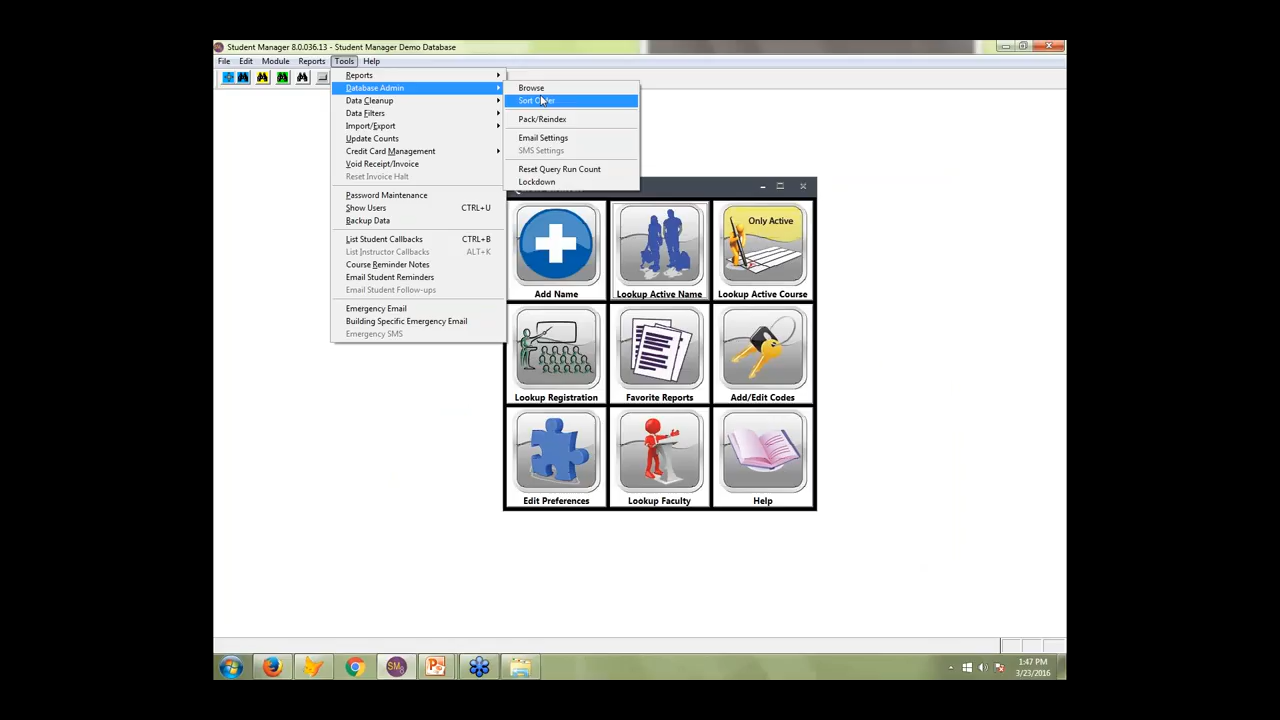 Student Manager 8.0.036.13 - Student Manager Demo Database
File Edit Module Reports Tools Help
Reports
Database Admin
Data Cleanup
Data Filters
Import/Export
Update Counts
Credit Card Management
Void Receipt/Invoice
Reset Invoice Halt
Password Maintenance
Show Users CTRL+U
Backup Data
List Student Callbacks CTRL+B
List Instructor Callbacks ALT+K
Course Reminder Notes
Email Student Reminders
Email Student Follow-ups
Emergency Email
Building Specific Emergency Email
Emergency SMS
Browse
Sort Order
Pack/Reindex
Email Settings
SMS Settings
Reset Query Run Count
Lockdown
Only Active
Add Name Lookup Active Name Lookup Active Course
Lookup Registration Favorite Reports Add/Edit Codes
Edit Preferences Lookup Faculty Help
SM8
1:47 PM
3/23/2016